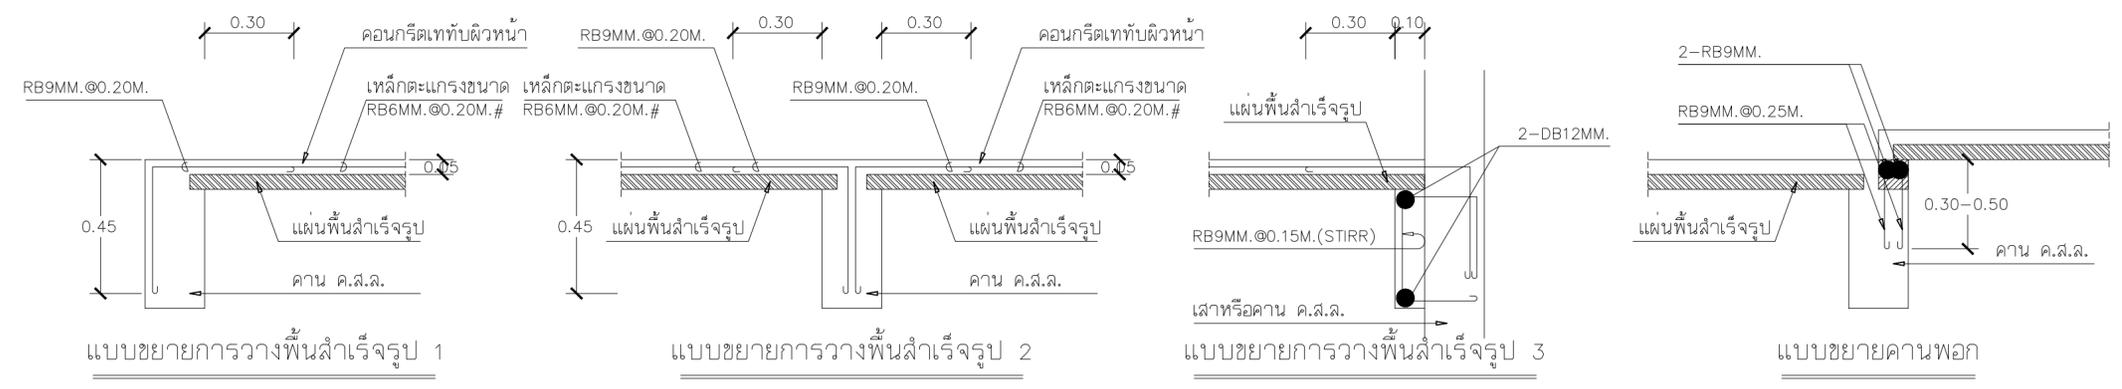 0.30
คอนกรีตเททับผิวหน้า
RB9MM.@0.20M.
เหล็กตะแกรงขนาด
RB6MM.@0.20M.#
0.05
0.45
แผ่นพื้นสำเร็จรูป
คาน ค.ส.ล.
แบบขยายการวางพื้นสำเร็จรูป 1
0.30
0.30
RB9MM.@0.20M.
คอนกรีตเททับผิวหน้า
เหล็กตะแกรงขนาด
RB6MM.@0.20M.#
RB9MM.@0.20M.
เหล็กตะแกรงขนาด
RB6MM.@0.20M.#
0.05
0.45
แผ่นพื้นสำเร็จรูป
แผ่นพื้นสำเร็จรูป
คาน ค.ส.ล.
แบบขยายการวางพื้นสำเร็จรูป 2
0.30
0.10
แผ่นพื้นสำเร็จรูป
2-DB12MM.
RB9MM.@0.15M.(STIRR)
เสาหรือคาน ค.ส.ล.
แบบขยายการวางพื้นสำเร็จรูป 3
2-RB9MM.
RB9MM.@0.25M.
0.30-0.50
แผ่นพื้นสำเร็จรูป
คาน ค.ส.ล.
แบบขยายคานพอก